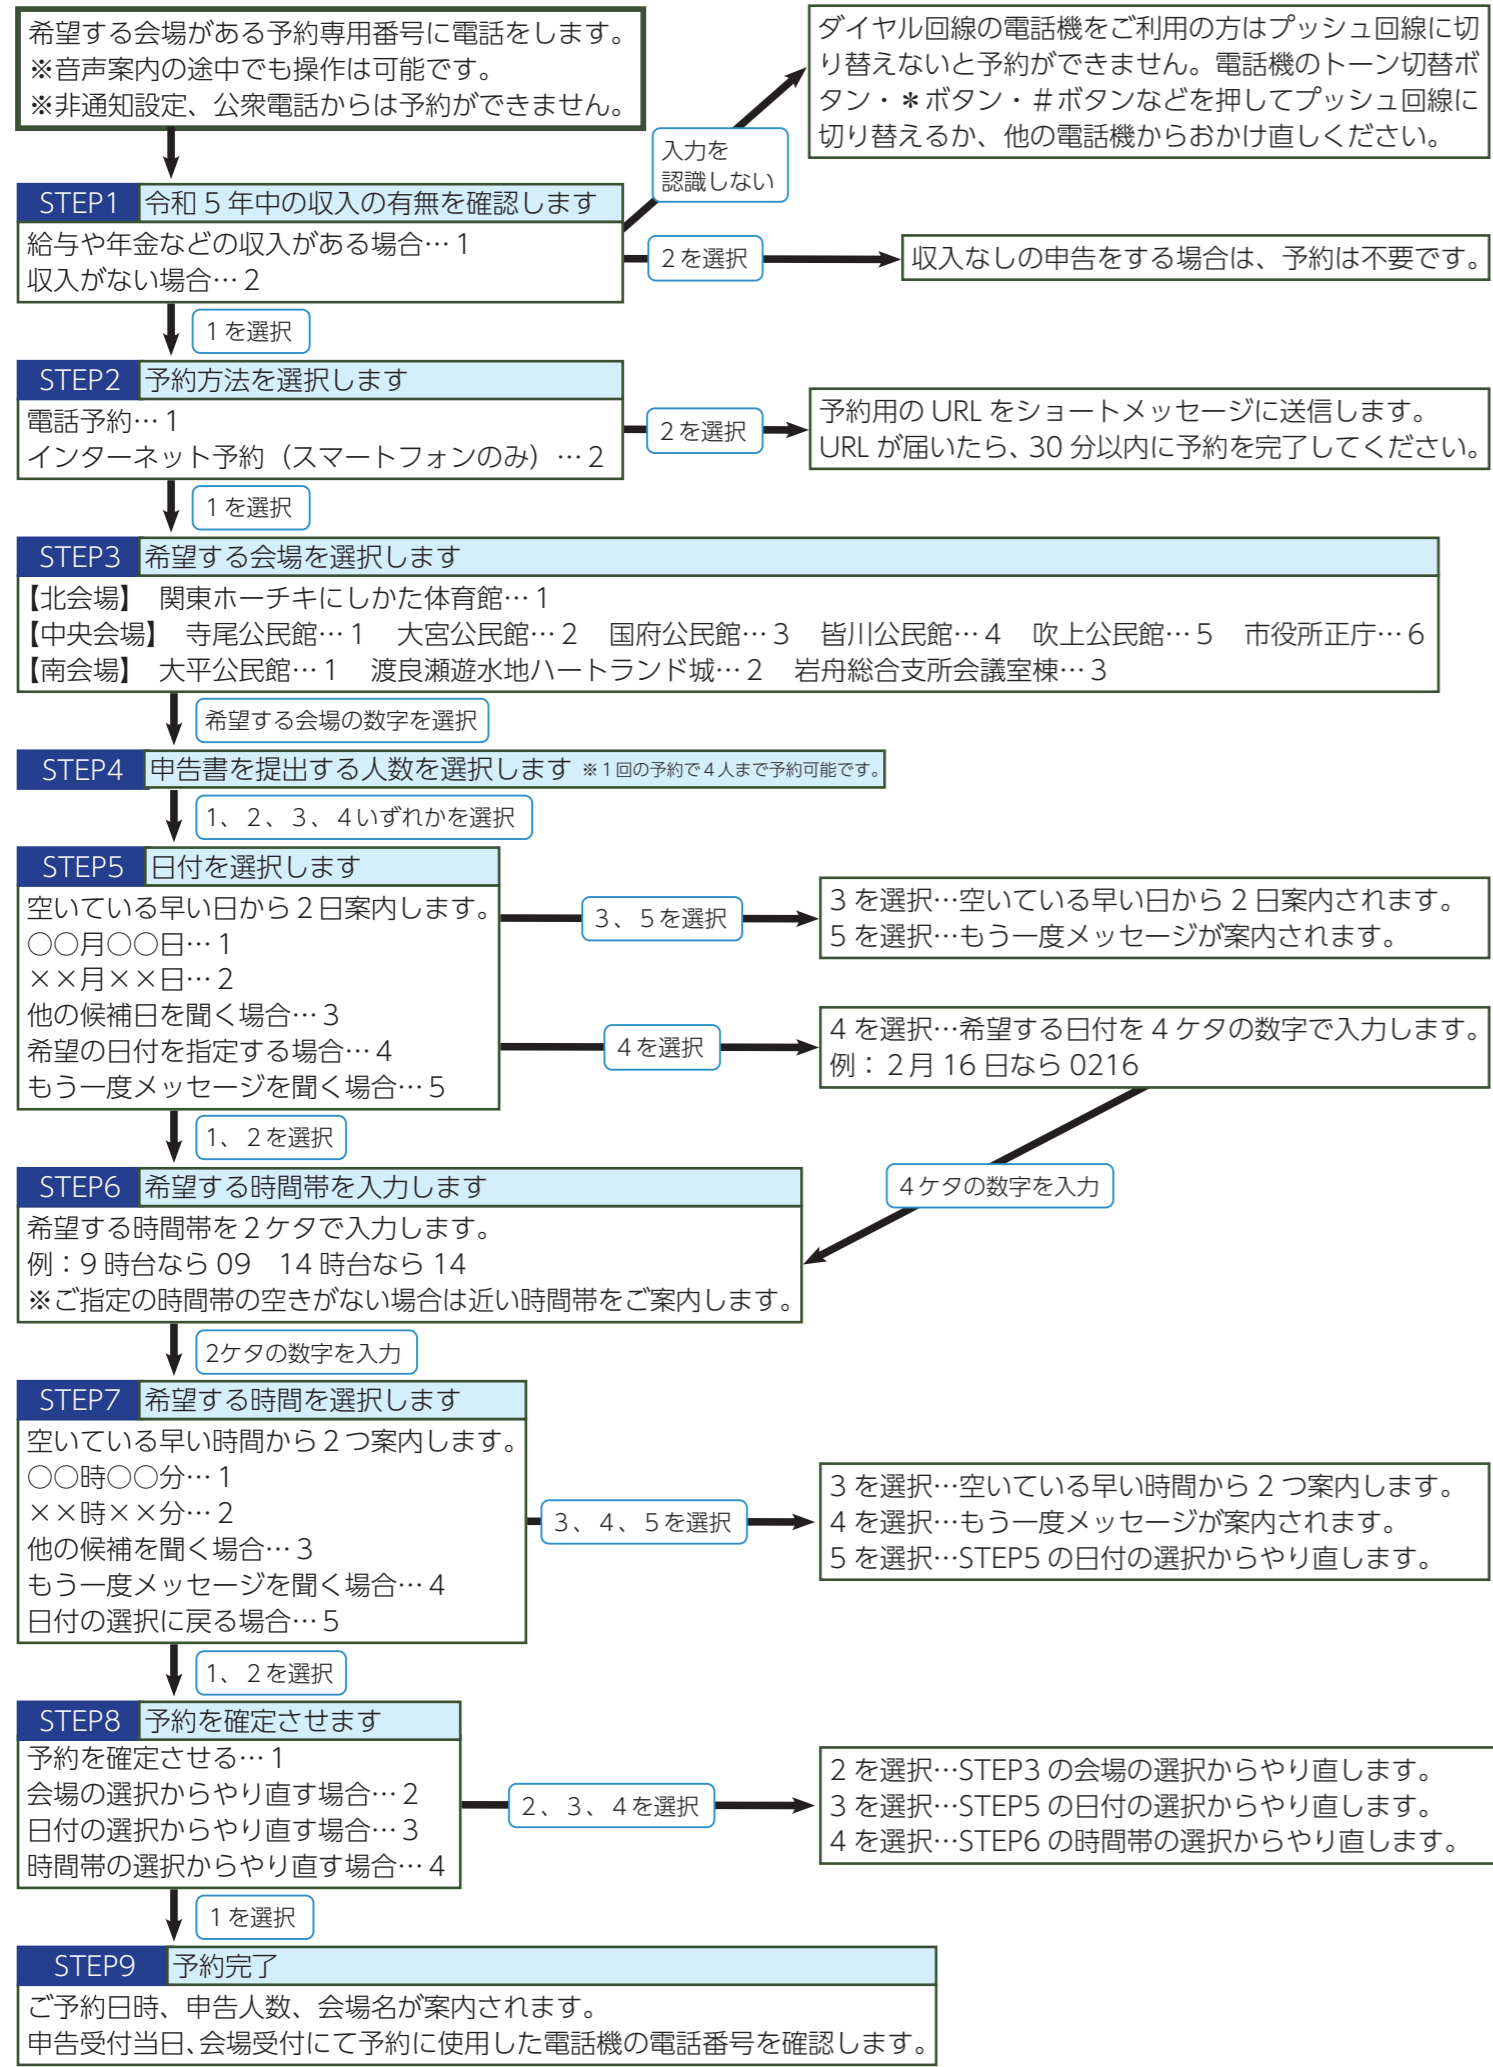 希望する会場がある予約専用番号に電話をします。
※音声案内の途中でも操作は可能です。
※非通知設定、公衆電話からは予約ができません。
ダイヤル回線の電話機をご利用の方はプッシュ回線に切
り替えないと予約ができません。電話機のトーン切替ボ
タン・＊ボタン・＃ボタンなどを押してプッシュ回線に
切り替えるか、他の電話機からおかけ直しください。
入力を
認識しない
STEP1 令和５年中の収入の有無を確認します
給与や年金などの収入がある場合…１
収入がない場合…２
２を選択
収入なしの申告をする場合は、予約は不要です。
１を選択
STEP2 予約方法を選択します
電話予約…１
インターネット予約（スマートフォンのみ）…２
２を選択
予約用の URL をショートメッセージに送信します。
URL が届いたら、30 分以内に予約を完了してください。
１を選択
STEP3 希望する会場を選択します
【北会場】　関東ホーチキにしかた体育館…１
【中央会場】　寺尾公民館…１　大宮公民館…２　国府公民館…３　皆川公民館…４　吹上公民館…５　市役所正庁…６
【南会場】　大平公民館…１　渡良瀬遊水地ハートランド城…２　岩舟総合支所会議室棟…３
希望する会場の数字を選択
STEP4 申告書を提出する人数を選択します ※１回の予約で４人まで予約可能です。
１、２、３、４いずれかを選択
STEP5 日付を選択します
空いている早い日から２日案内します。
○○月○○日…１
××月××日…２
他の候補日を聞く場合…３
希望の日付を指定する場合…４
もう一度メッセージを聞く場合…５
３、５を選択
3 を選択…空いている早い日から 2 日案内されます。
5 を選択…もう一度メッセージが案内されます。
４を選択
4 を選択…希望する日付を 4 ケタの数字で入力します。
例：２月 16 日なら 0216
１、２を選択
４ケタの数字を入力
STEP6 希望する時間帯を入力します
希望する時間帯を２ケタで入力します。
例：9 時台なら 09　14 時台なら 14
※ご指定の時間帯の空きがない場合は近い時間帯をご案内します。
2ケタの数字を入力
STEP7 希望する時間を選択します
空いている早い時間から２つ案内します。
○○時○○分…１
××時××分…２
他の候補を聞く場合…３
もう一度メッセージを聞く場合…４
日付の選択に戻る場合…５
３、４、５を選択
3 を選択…空いている早い時間から 2 つ案内します。
4 を選択…もう一度メッセージが案内されます。
5 を選択…STEP5 の日付の選択からやり直します。
１、２を選択
STEP8 予約を確定させます
予約を確定させる…１
会場の選択からやり直す場合…２
日付の選択からやり直す場合…３
時間帯の選択からやり直す場合…４
２、３、４を選択
2 を選択…STEP3 の会場の選択からやり直します。
3 を選択…STEP5 の日付の選択からやり直します。
4 を選択…STEP6 の時間帯の選択からやり直します。
１を選択
STEP9 予約完了
ご予約日時、申告人数、会場名が案内されます。
申告受付当日、会場受付にて予約に使用した電話機の電話番号を確認します。